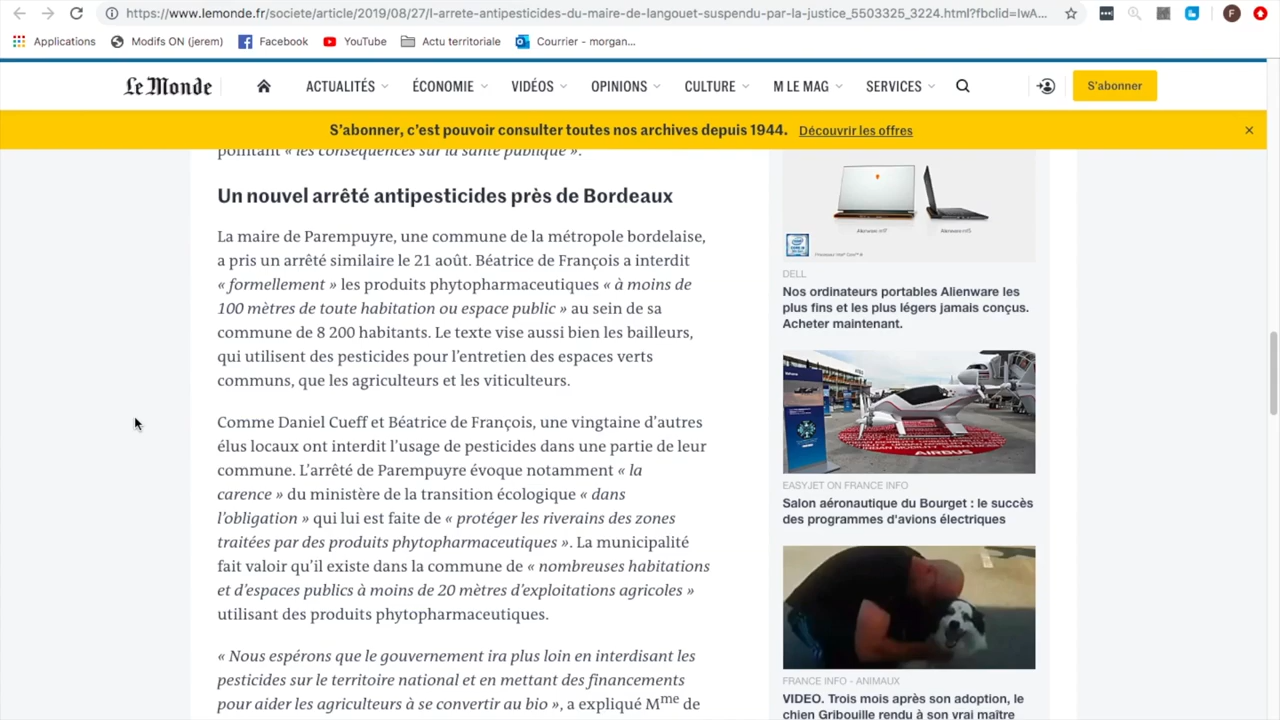 https://www.lemonde.fr/societe/article/2019/08/27/l-arrete-antipesticides-du-maire-de-langouet-suspendu-par-la-justice_5503325_3224.html?fbclid=IwA...
F
Applications
Modifs ON (jerem)
Facebook
YouTube
Actu territoriale
Courrier - morgan...
Le Monde
ACTUALITÉS
ÉCONOMIE
VIDÉOS
OPINIONS
CULTURE
M LE MAG
SERVICES
S'abonner
S'abonner, c'est pouvoir consulter toutes nos archives depuis 1944. Découvrir les offres
pointant « les conséquences sur la santé publique ».
Un nouvel arrêté antipesticides près de Bordeaux
La maire de Parempuyre, une commune de la métropole bordelaise,
a pris un arrêté similaire le 21 août. Béatrice de François a interdit
« formellement » les produits phytopharmaceutiques « à moins de
100 mètres de toute habitation ou espace public » au sein de sa
commune de 8 200 habitants. Le texte vise aussi bien les bailleurs,
qui utilisent des pesticides pour l'entretien des espaces verts
communs, que les agriculteurs et les viticulteurs.
Comme Daniel Cueff et Béatrice de François, une vingtaine d'autres
élus locaux ont interdit l'usage de pesticides dans une partie de leur
commune. L'arrêté de Parempuyre évoque notamment « la
carence » du ministère de la transition écologique « dans
l'obligation » qui lui est faite de « protéger les riverains des zones
traitées par des produits phytopharmaceutiques ». La municipalité
fait valoir qu'il existe dans la commune de « nombreuses habitations
et d'espaces publics à moins de 20 mètres d'exploitations agricoles »
utilisant des produits phytopharmaceutiques.
« Nous espérons que le gouvernement ira plus loin en interdisant les
pesticides sur le territoire national et en mettant des financements
pour aider les agriculteurs à se convertir au bio », a expliqué Mme de
Alienware m17
Alienware m15
DELL
Nos ordinateurs portables Alienware les
plus fins et les plus légers jamais conçus.
Acheter maintenant.
AIRBUS
EASYJET ON FRANCE INFO
Salon aéronautique du Bourget : le succès
des programmes d'avions électriques
FRANCE INFO - ANIMAUX
VIDEO. Trois mois après son adoption, le
chien Gribouille rendu à son vrai maître